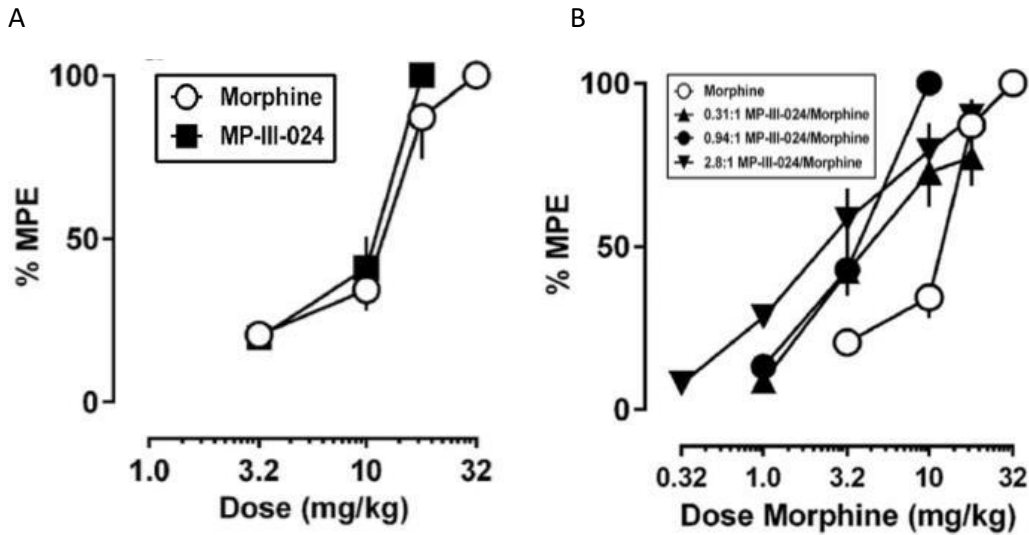 A
B
100
50
0
% MPE
Morphine
MP-III-024
1.0
3.2
10
32
Dose (mg/kg)
100
50
0
% MPE
Morphine
0.31:1 MP-III-024/Morphine
0.94:1 MP-III-024/Morphine
2.8:1 MP-III-024/Morphine
0.32
1.0
3.2
10
32
Dose Morphine (mg/kg)